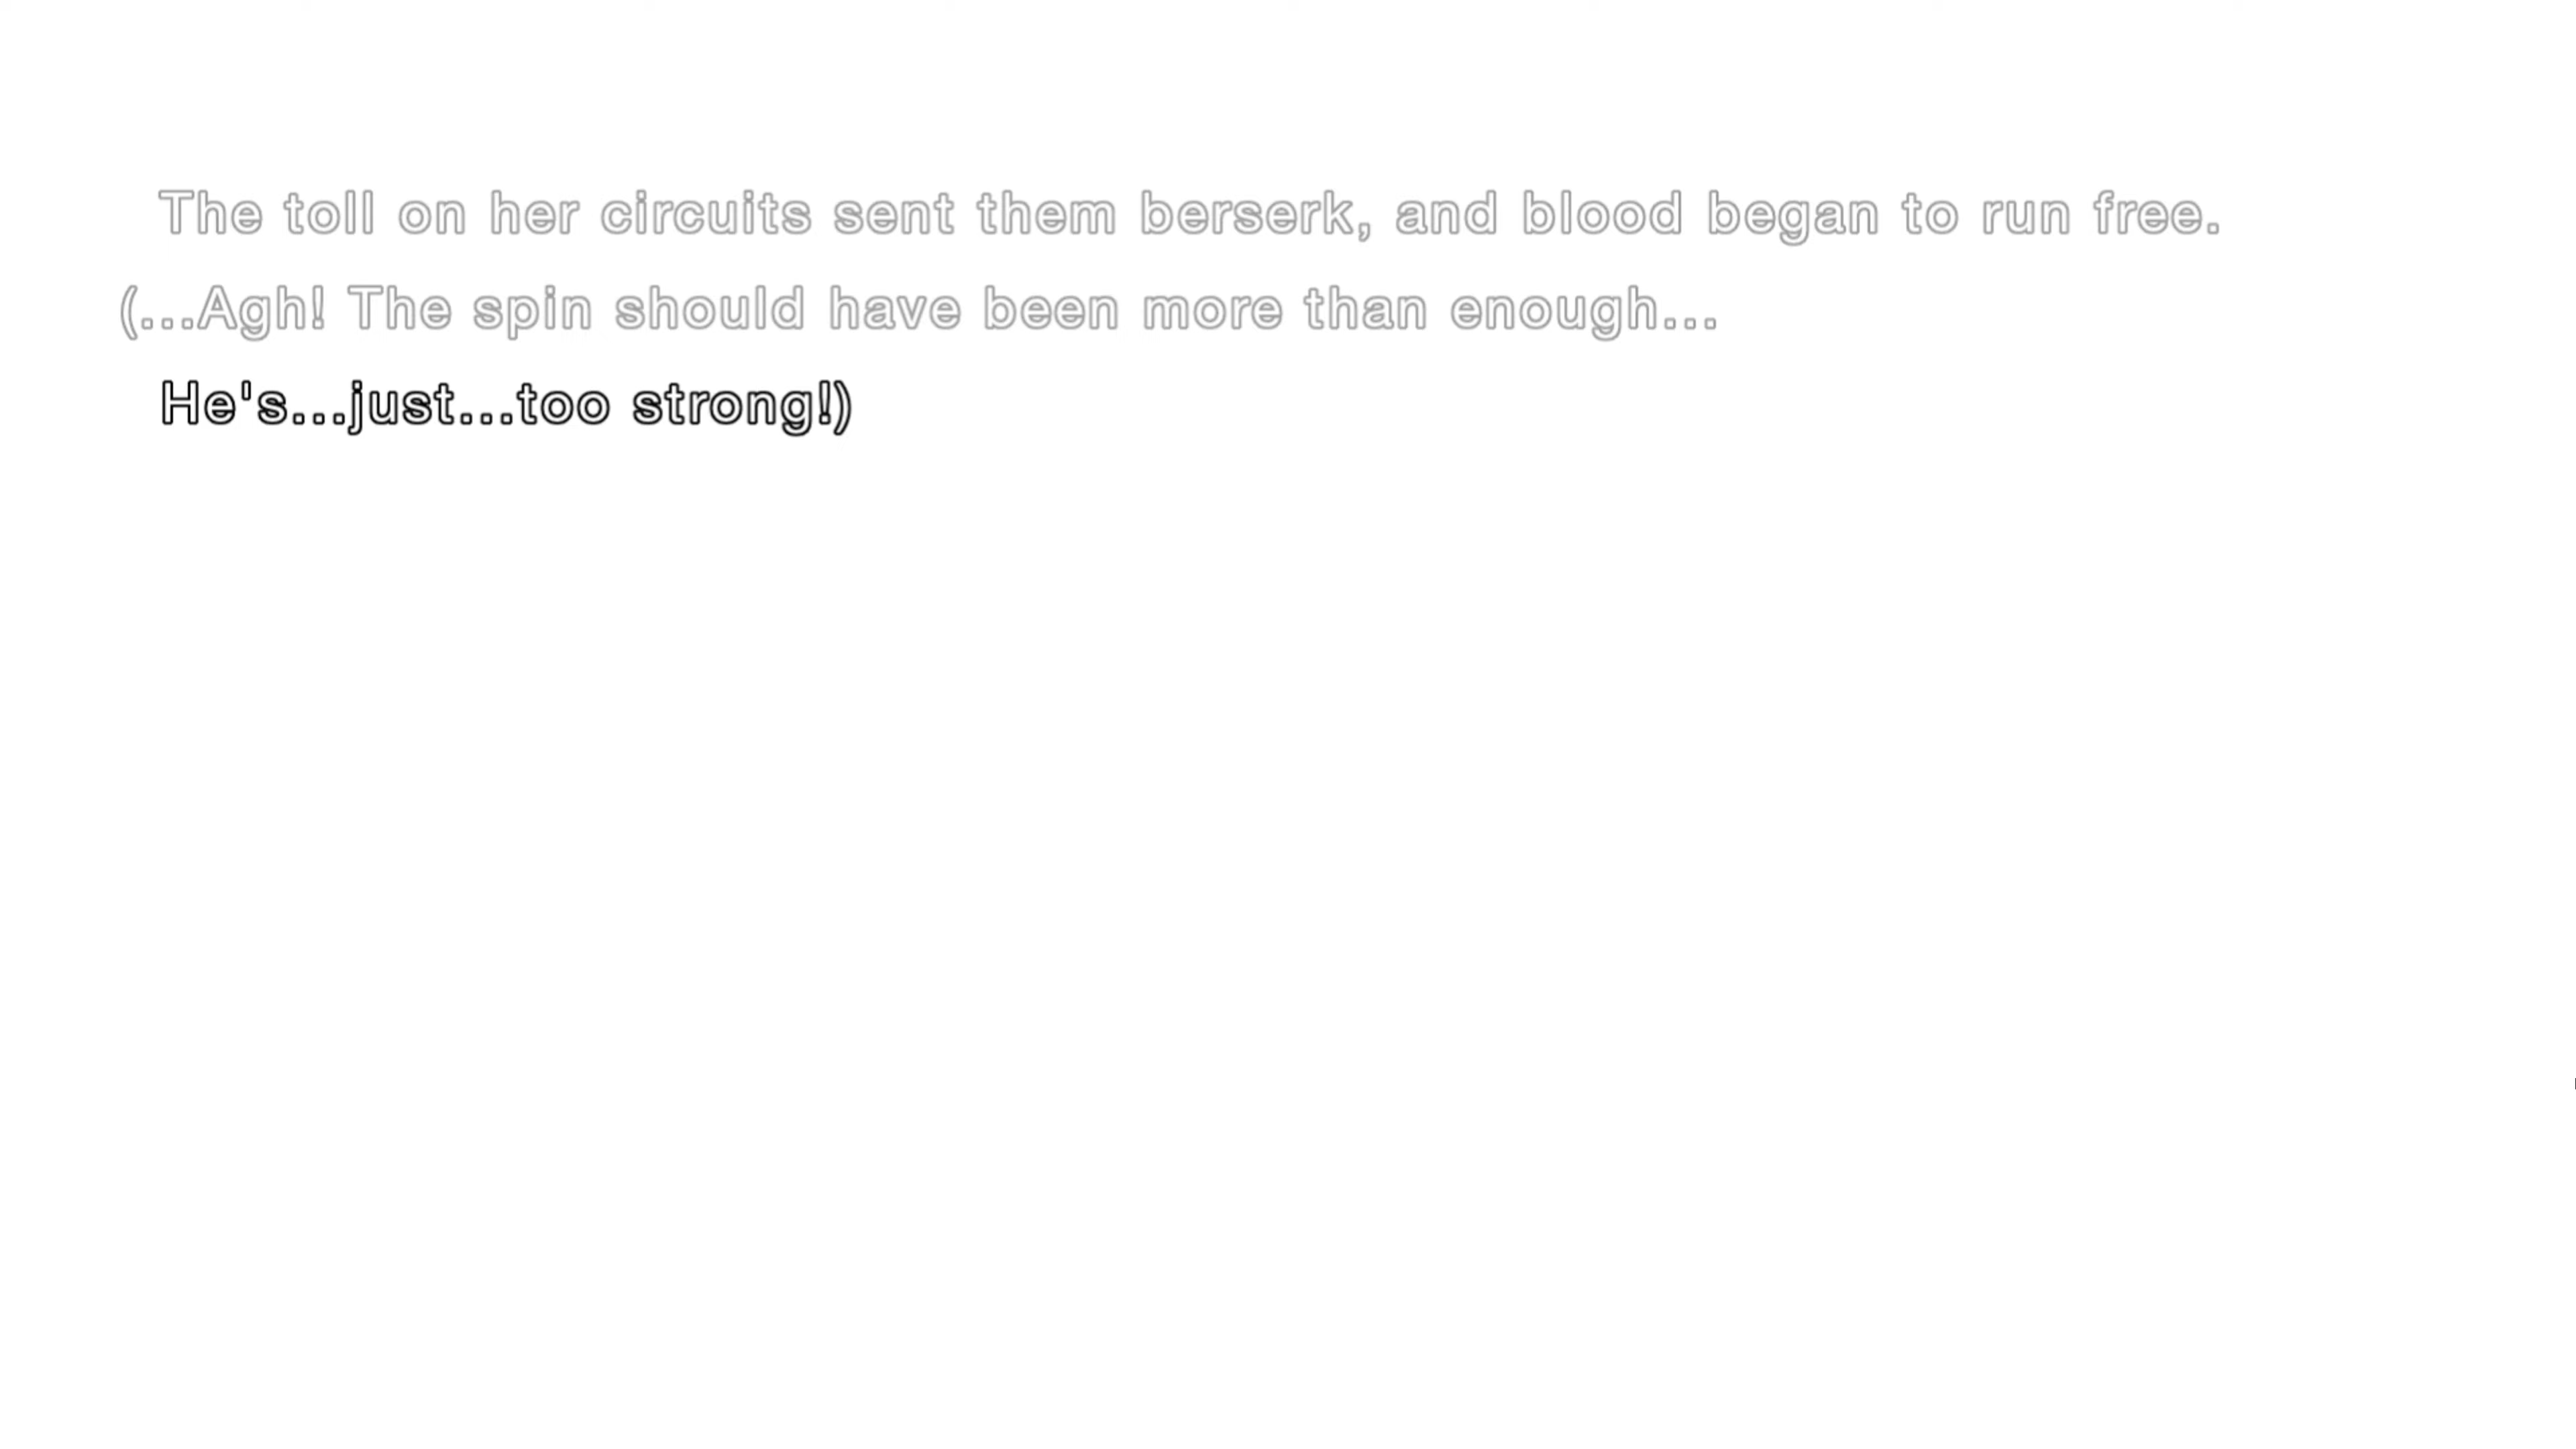 The toll on her circuits sent them berserk, and blood began to run free.
(...Agh! The spin should have been more than enough...
He's...just...too strong!)